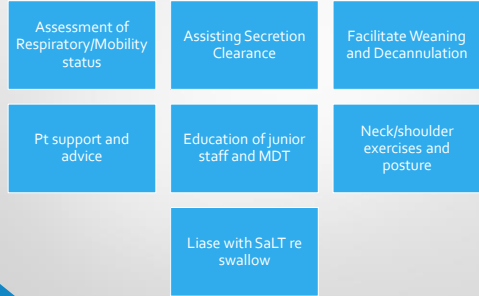 Assessment of
Respiratory/Mobility
status
Assisting Secretion
Clearance
Facilitate Weaning
and Decannulation
Pt support and
advice
Education of junior
staff and MDT
Neck/shoulder
exercises and
posture
Liase with SaLT re
swallow